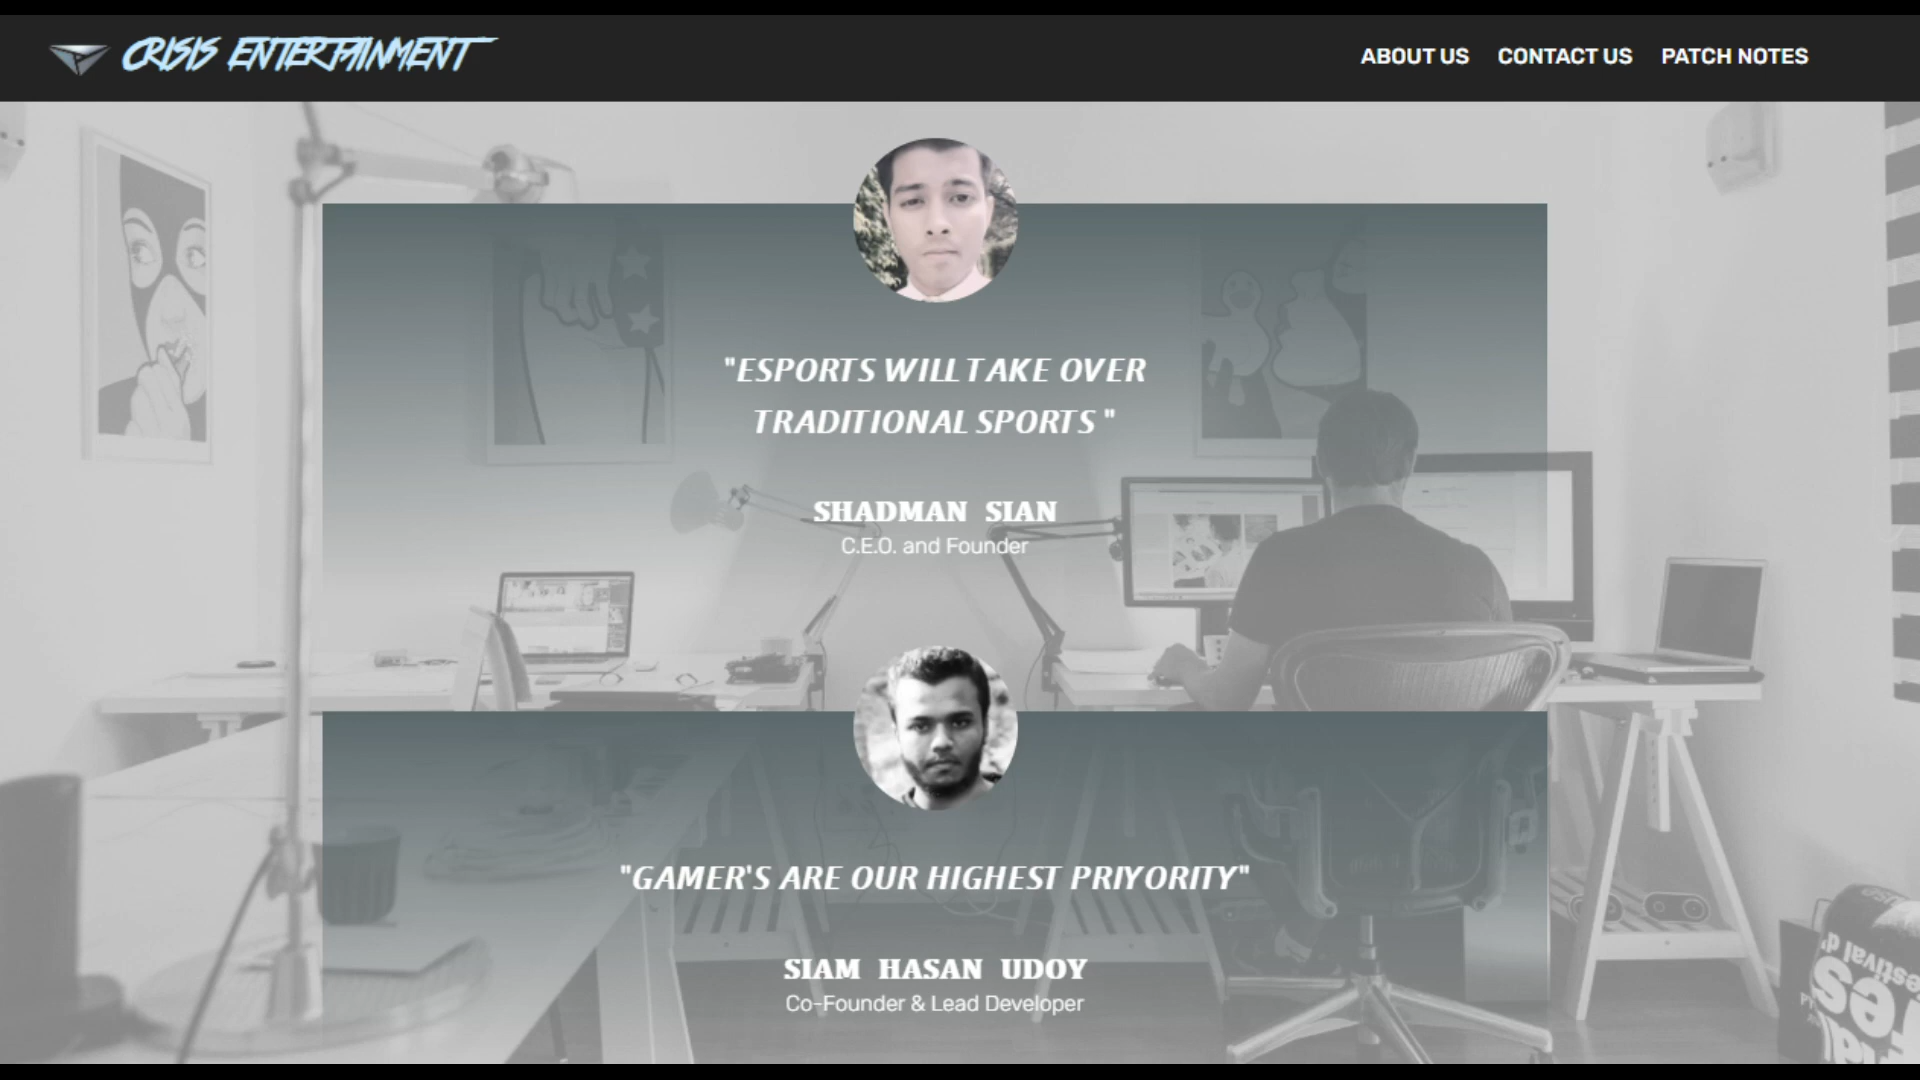 CRISIS ENTERTAINMENT
ABOUT US CONTACT US PATCH NOTES
"ESPORTS WILL TAKE OVER
TRADITIONAL SPORTS "
SHADMAN SIAN
C.E.O. and Founder
"GAMER'S ARE OUR HIGHEST PRIYORITY"
SIAM HASAN UDOY
Co-Founder & Lead Developer